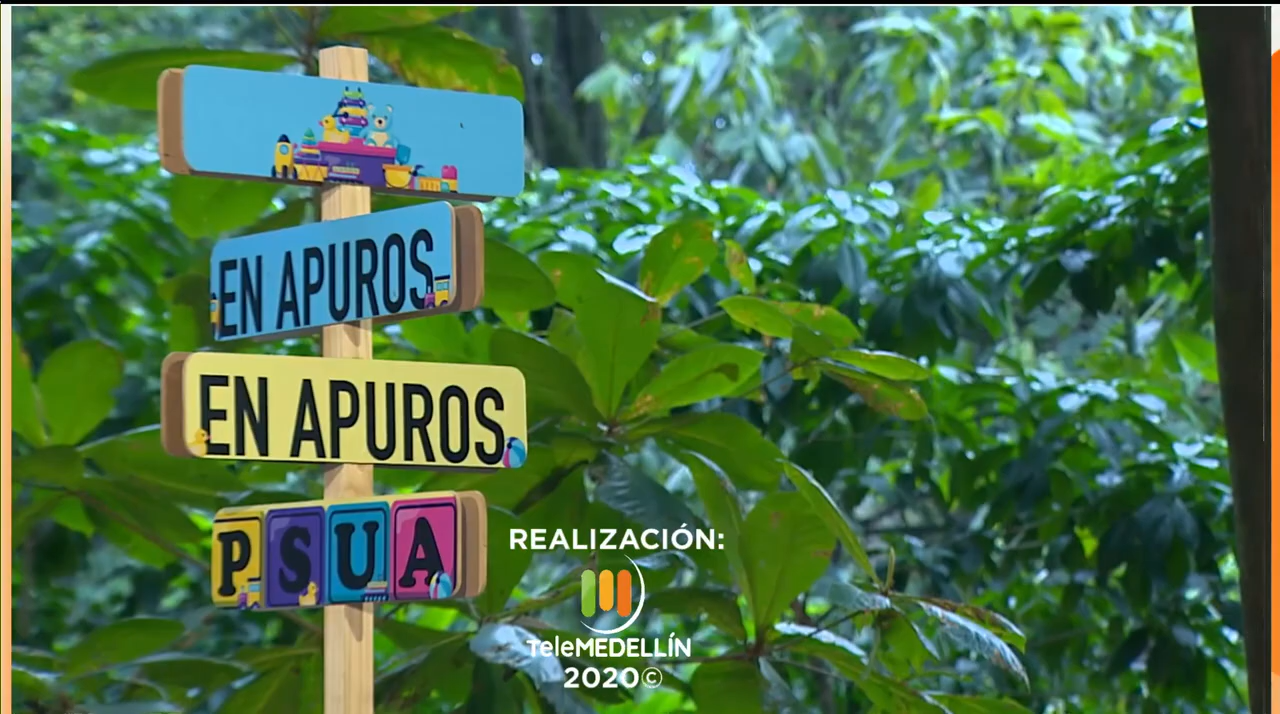 EN APUROS
EN APUROS
PSUA
REALIZACIÓN:
TeleMEDELLÍN
2020©